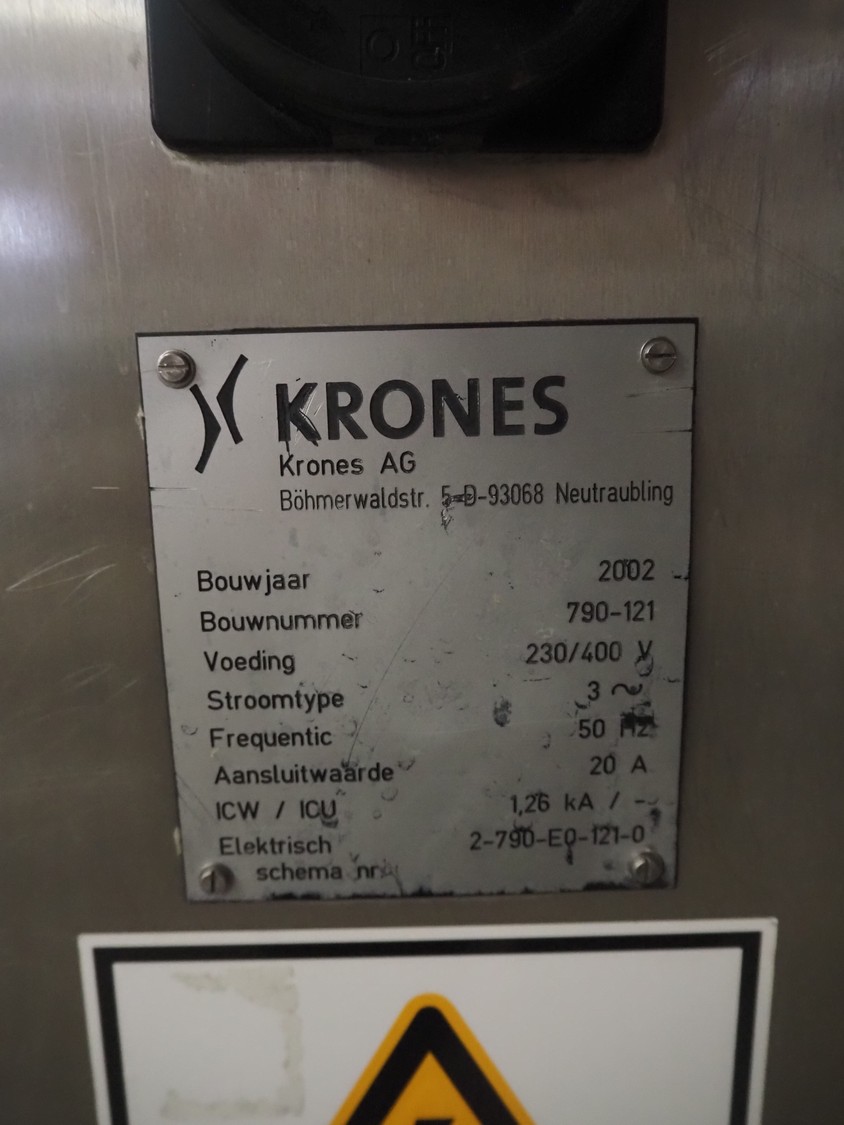 KRONES
Krones AG
Böhmerwaldstr. 5-D-93068 Neutraubling
Bouwjaar 2002
Bouwnummer 790-121
Voeding 230/400 V
Stroomtype 3 ~
Frequentie 50 Hz
Aansluitwaarde 20 A
ICW / ICU 1,26 kA / --
Elektrisch 2-790-E0-121-0
schema nr.